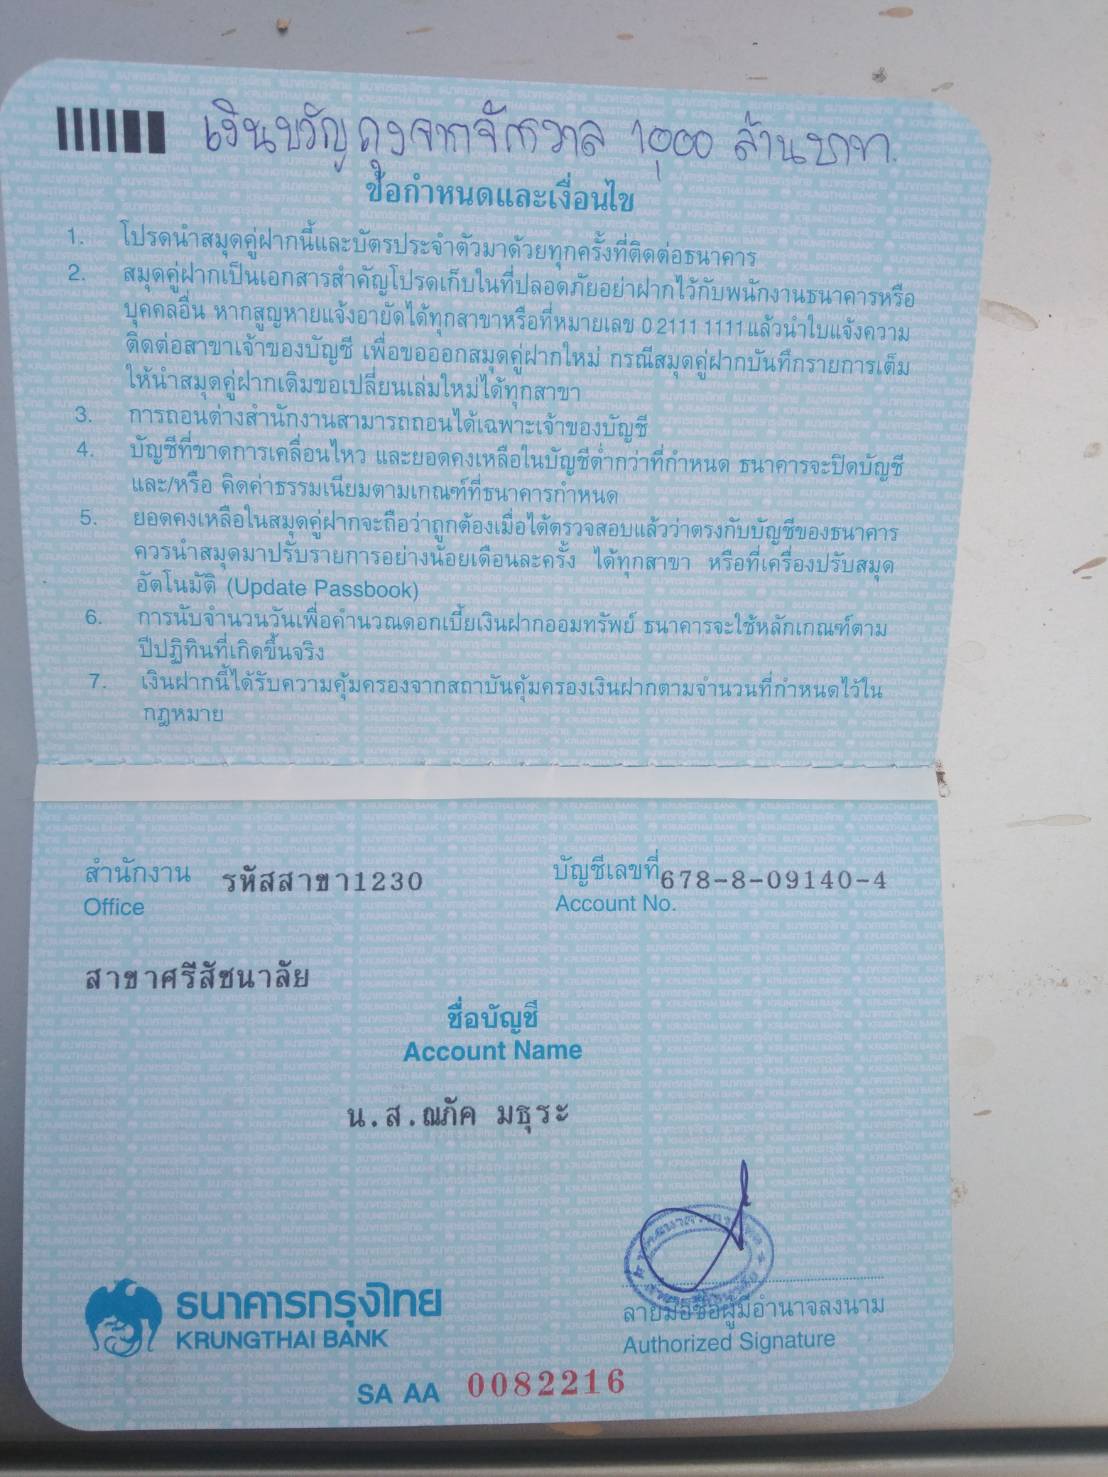 เงินขวัญถุงจากจักรวาล 1,000 ล้านบาท.
ข้อกำหนดและเงื่อนไข
1. โปรดนำสมุดคู่ฝากนี้และบัตรประจำตัวมาด้วยทุกครั้งที่ติดต่อธนาคาร
2. สมุดคู่ฝากเป็นเอกสารสำคัญโปรดเก็บในที่ปลอดภัยอย่าฝากไว้กับพนักงานธนาคารหรือ
บุคคลอื่น หากสูญหายแจ้งอายัดได้ทุกสาขาหรือที่หมายเลข 0 2111 1111 แล้วนำใบแจ้งความ
ติดต่อสาขาเจ้าของบัญชี เพื่อขอออกสมุดคู่ฝากใหม่ กรณีสมุดคู่ฝากบันทึกรายการเต็ม
ให้นำสมุดคู่ฝากเดิมขอเปลี่ยนเล่มใหม่ได้ทุกสาขา
3. การถอนต่างสำนักงานสามารถถอนได้เฉพาะเจ้าของบัญชี
4. บัญชีที่ขาดการเคลื่อนไหว และยอดคงเหลือในบัญชีต่ำกว่าที่กำหนด ธนาคารจะปิดบัญชี
และ/หรือ คิดค่าธรรมเนียมตามเกณฑ์ที่ธนาคารกำหนด
5. ยอดคงเหลือในสมุดคู่ฝากจะถือว่าถูกต้องเมื่อได้ตรวจสอบแล้วว่าตรงกับบัญชีของธนาคาร
ควรนำสมุดมาปรับรายการอย่างน้อยเดือนละครั้ง ได้ทุกสาขา หรือที่เครื่องปรับสมุด
อัตโนมัติ (Update Passbook)
6. การนับจำนวนวันเพื่อคำนวณดอกเบี้ยเงินฝากออมทรัพย์ ธนาคารจะใช้หลักเกณฑ์ตาม
ปีปฏิทินที่เกิดขึ้นจริง
7. เงินฝากนี้ได้รับความคุ้มครองจากสถาบันคุ้มครองเงินฝากตามจำนวนที่กำหนดไว้ใน
กฎหมาย
สำนักงาน รหัสสาขา1230 บัญชีเลขที่ 678-8-09140-4
Office Account No.
สาขาศรีสัชนาลัย
ชื่อบัญชี
Account Name
น.ส.ณภัค มธุระ
ธนาคารกรุงไทย
KRUNGTHAI BANK
ลายมือชื่อผู้มีอำนาจลงนาม
Authorized Signature
SA AA 0082216